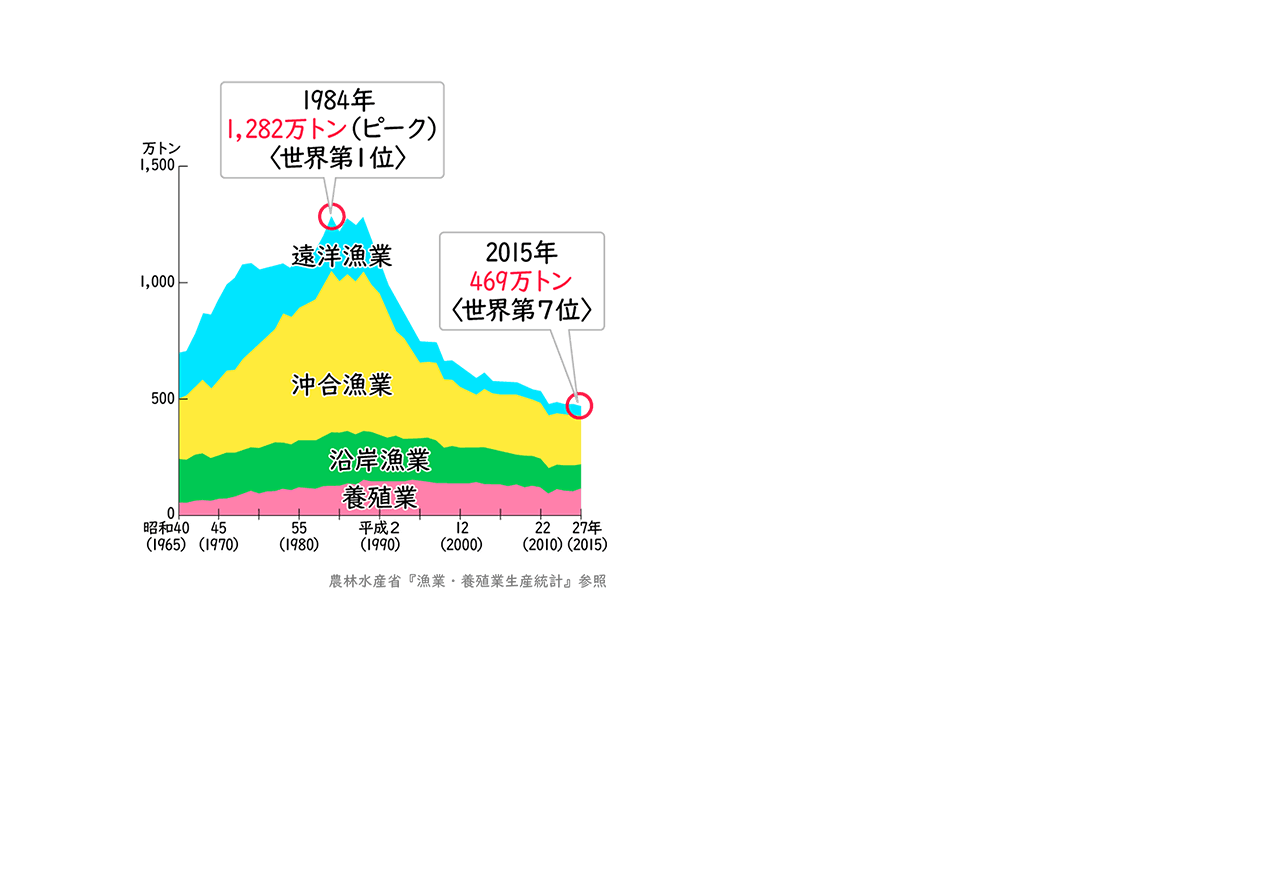 1984年
1,282万トン(ピーク)
〈世界第1位〉
万トン
1,500
2015年
469万トン
〈世界第7位〉
遠洋漁業
1,000
沖合漁業
500
沿岸漁業
養殖業
0
昭和40 45 55 平成2 12 22 27年
(1965) (1970) (1980) (1990) (2000) (2010) (2015)
農林水産省『漁業・養殖業生産統計』参照